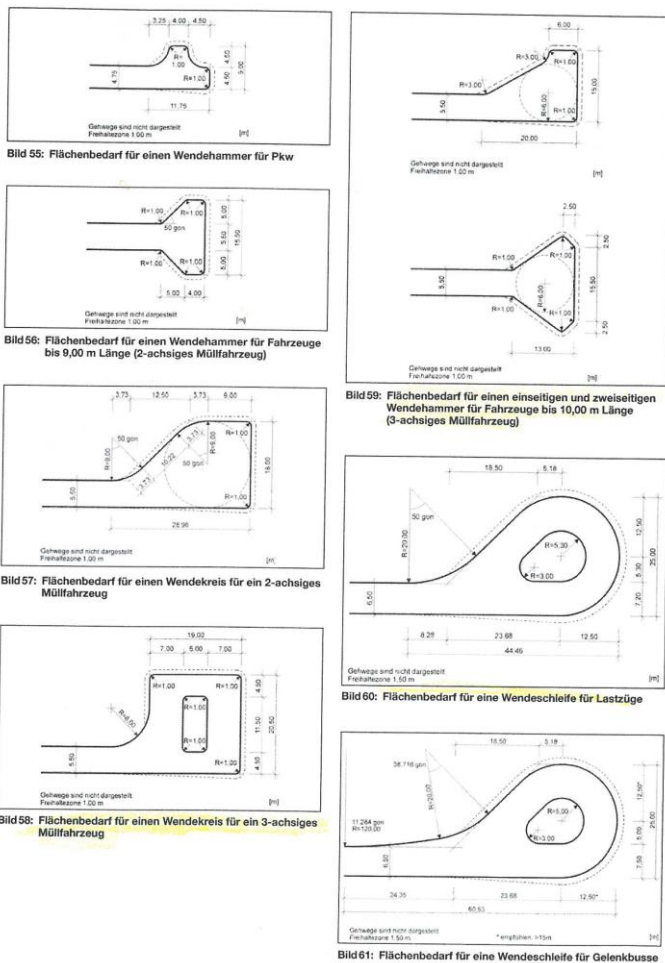 3.25 4.00 4.50
R=
1.00
R=1.00
4.75
4.50
4.50
9.00
11.75
Gehwege sind nicht dargestellt
Freihaltezone 1.00 m
[m]
Bild 55: Flächenbedarf für einen Wendehammer für Pkw
R=1.00
R=1.00
50 gon
5.50
R=1.00
R=1.00
5.00
5.50
5.00
15.50
5.00 4.00
Gehwege sind nicht dargestellt
Freihaltezone 1.00 m
[m]
Bild 56: Flächenbedarf für einen Wendehammer für Fahrzeuge
bis 9,00 m Länge (2-achsiges Müllfahrzeug)
3.73 12.50 3.73 6.00
50 gon
R=9.00
3.73
10.22
3.73
50 gon
R=9.00
R=1.00
R=1.00
18.00
25.96
Gehwege sind nicht dargestellt
Freihaltezone 1.00 m
Bild 57: Flächenbedarf für einen Wendekreis für ein 2-achsiges
Müllfahrzeug
19.00
7.00 5.00 7.00
R=1.00
R=1.00
R=1.00
R=8.00
R=1.00
R=1.00
5.50
4.50
11.50
4.50
20.50
Gehwege sind nicht dargestellt
Freihaltezone 1.00 m
[m]
Bild 58: Flächenbedarf für einen Wendekreis für ein 3-achsiges
Müllfahrzeug
6.00
R=3.00
R=1.00
R=3.00
5.50
R=6.00
R=1.00
15.00
20.00
Gehwege sind nicht dargestellt
Freihaltezone 1.00 m
[m]
2.50
R=1.00
R=1.00
5.50
R=6.00
R=1.00
R=1.00
2.50
15.50
2.50
13.00
Gehwege sind nicht dargestellt
Freihaltezone 1.00 m
[m]
Bild 59: Flächenbedarf für einen einseitigen und zweiseitigen
Wendehammer für Fahrzeuge bis 10,00 m Länge
(3-achsiges Müllfahrzeug)
18.50 5.18
50 gon
R=20.00
R=5.30
R=3.00
6.50
12.50
5.30
7.20
25.00
8.28 23.68 12.50
44.46
Gehwege sind nicht dargestellt
Freihaltezone 1.50 m
[m]
Bild 60: Flächenbedarf für eine Wendeschleife für Lastzüge
18.50 5.18
R=20.00
11.284 gon
R=120.00
R=3.00
12.50*
5.00
7.50
25.00
23.68 12.50*
Gehwege sind nicht dargestellt
Freihaltezone 1.50 m
[m]
Bild 61: Flächenbedarf für eine Wendeschleife für Gelenkbusse